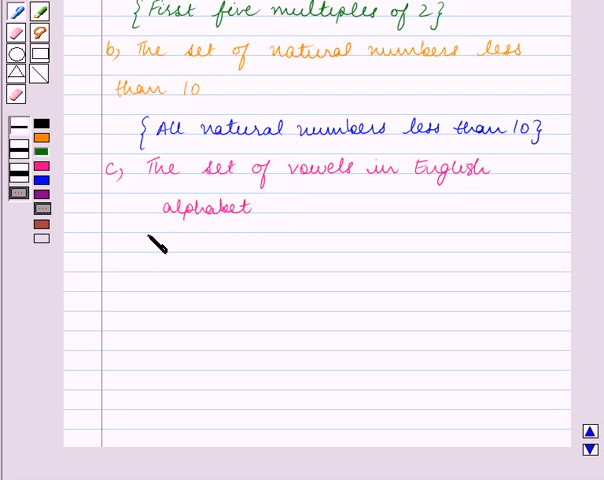 {First five multiples of 2}
b, The set of natural numbers less
than 10
{All natural numbers less than 10}
c, The set of vowels in English
alphabet